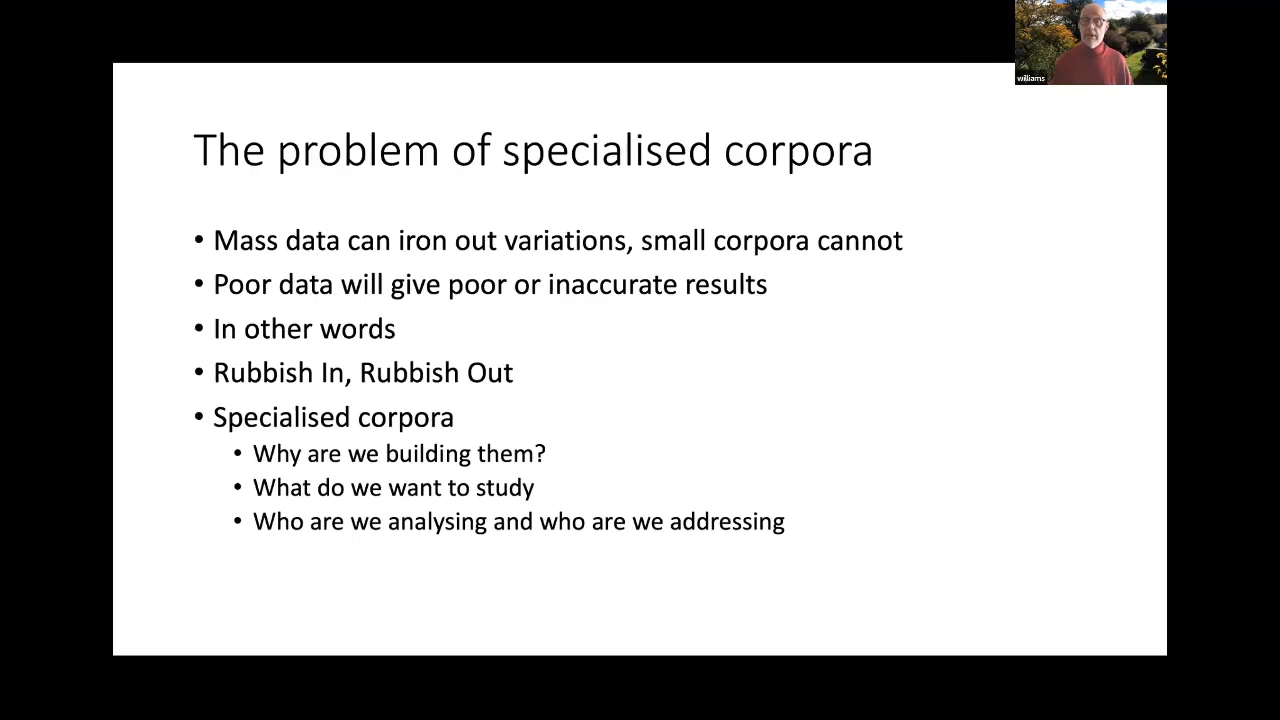 williams
The problem of specialised corpora
• Mass data can iron out variations, small corpora cannot
• Poor data will give poor or inaccurate results
• In other words
• Rubbish In, Rubbish Out
• Specialised corpora
• Why are we building them?
• What do we want to study
• Who are we analysing and who are we addressing